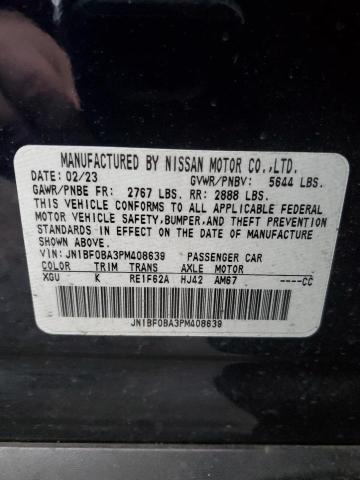 MANUFACTURED BY NISSAN MOTOR CO.,LTD.
DATE: 02/23 GVWR/PNBV: 5644 LBS.
GAWR/PNBE FR: 2767 LBS. RR: 2888 LBS.
THIS VEHICLE CONFORMS TO ALL APPLICABLE FEDERAL
MOTOR VEHICLE SAFETY,BUMPER,AND THEFT PREVENTION
STANDARDS IN EFFECT ON THE DATE OF MANUFACTURE
SHOWN ABOVE.
VIN: JN1BF0BA3PM408639 PASSENGER CAR
COLOR TRIM TRANS AXLE MOTOR
XGU K RE1F62A HJ42 AM67 ----CC
JN1BF0BA3PM408639